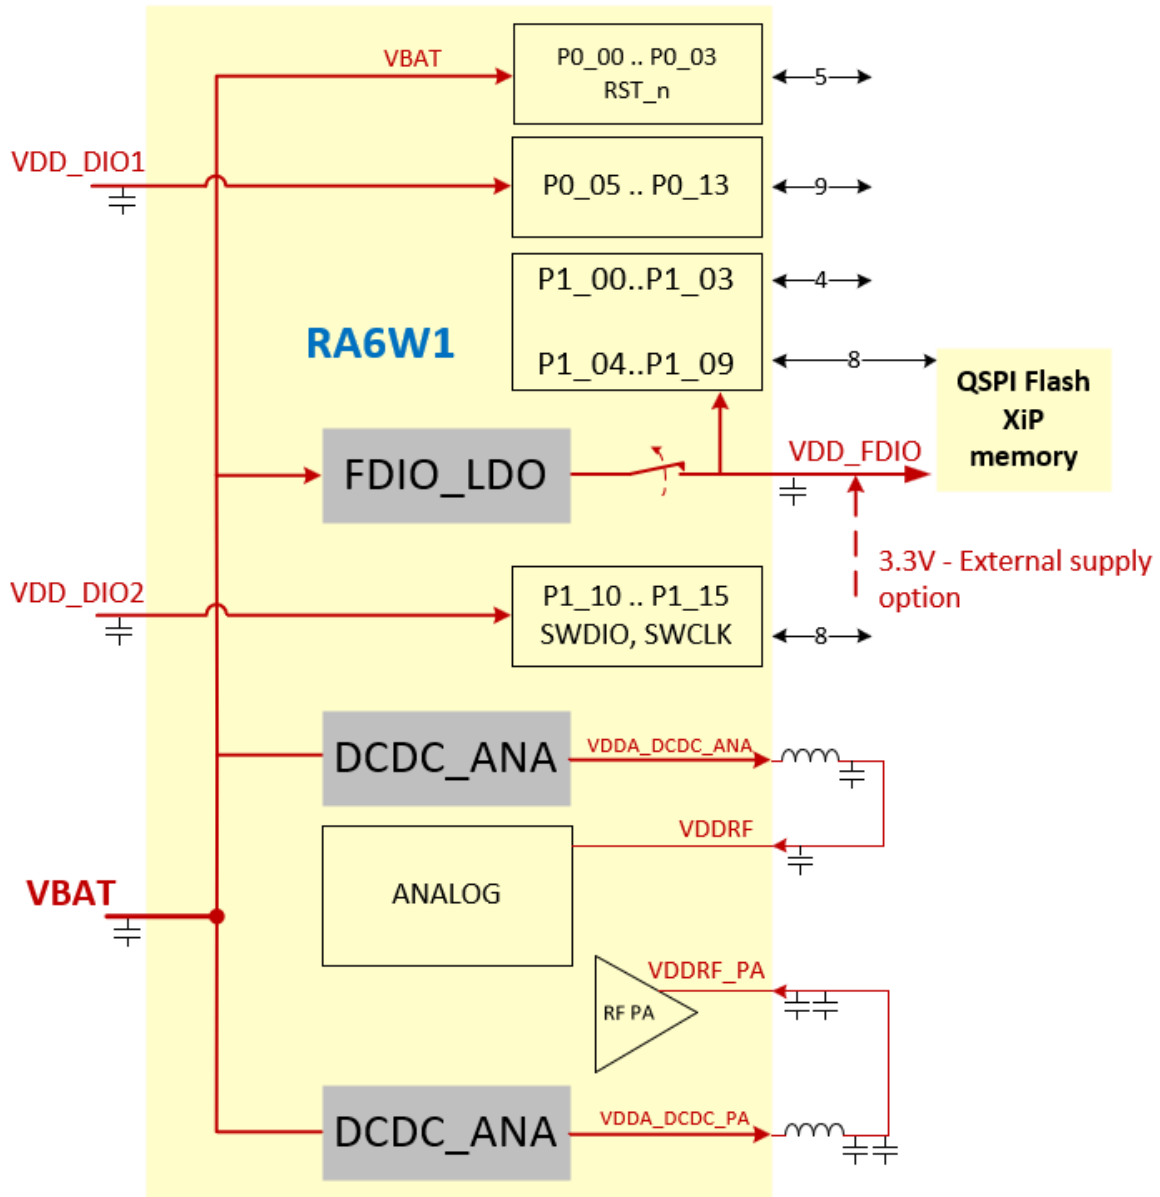 VBAT
P0_00 .. P0_03
RST_n
5
VDD_DIO1
P0_05 .. P0_13
9
P1_00..P1_03
4
RA6W1
P1_04..P1_09
8
QSPI Flash
XiP
memory
FDIO_LDO
VDD_FDIO
3.3V - External supply
option
VDD_DIO2
P1_10 .. P1_15
SWDIO, SWCLK
8
DCDC_ANA
VDDA_DCDC_ANA
VDDRF
ANALOG
VBAT
VDDRF_PA
RF PA
DCDC_ANA
VDDA_DCDC_PA